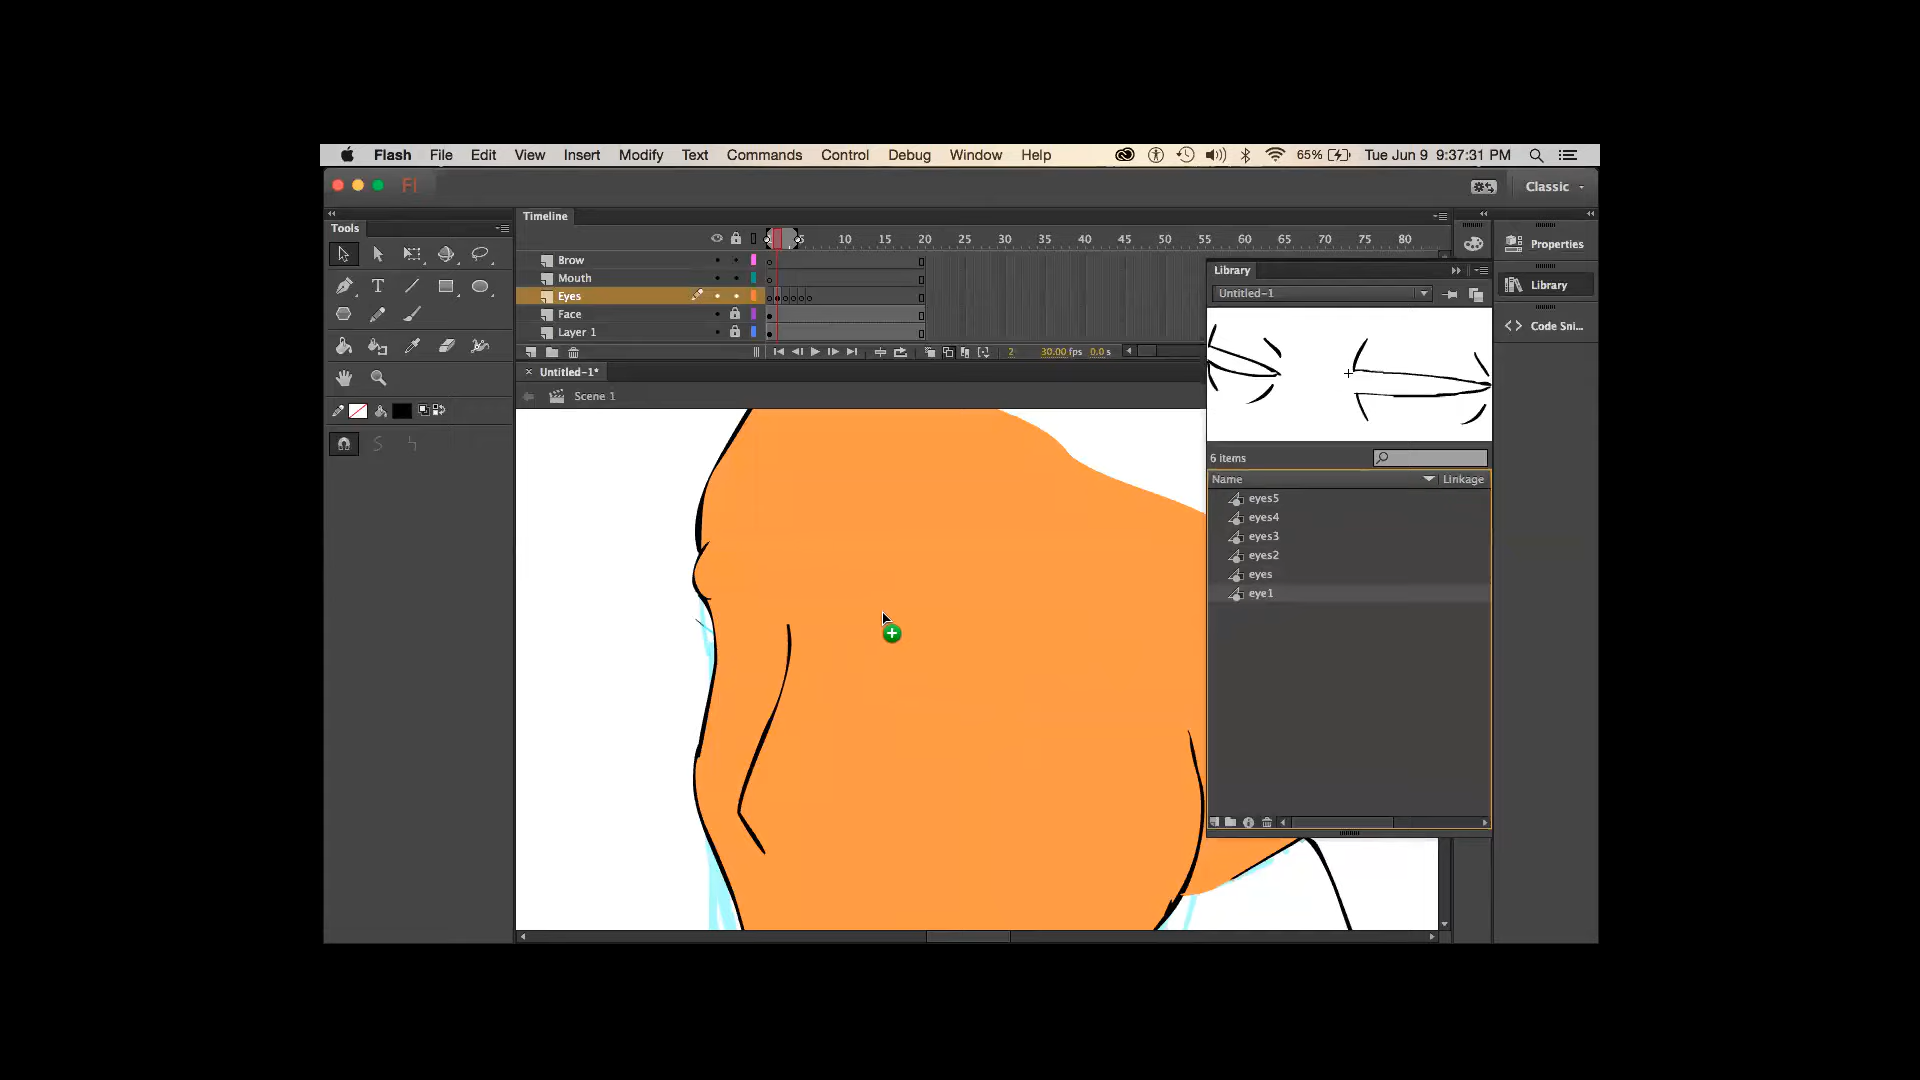 Flash File Edit View Insert Modify Text Commands Control Debug Window Help 65% Tue Jun 9 9:37:31 PM
Fl Classic
Tools
Timeline
5 10 15 20 25 30 35 40 45 50 55 60 65 70 75 80
Brow
Mouth
Eyes
Face
Layer 1
2 30.00 fps 0.0 s
Untitled-1*
Scene 1
Library
Untitled-1
6 items
Name Linkage
eyes5
eyes4
eyes3
eyes2
eyes
eye1
Properties
Library
Code Sni...